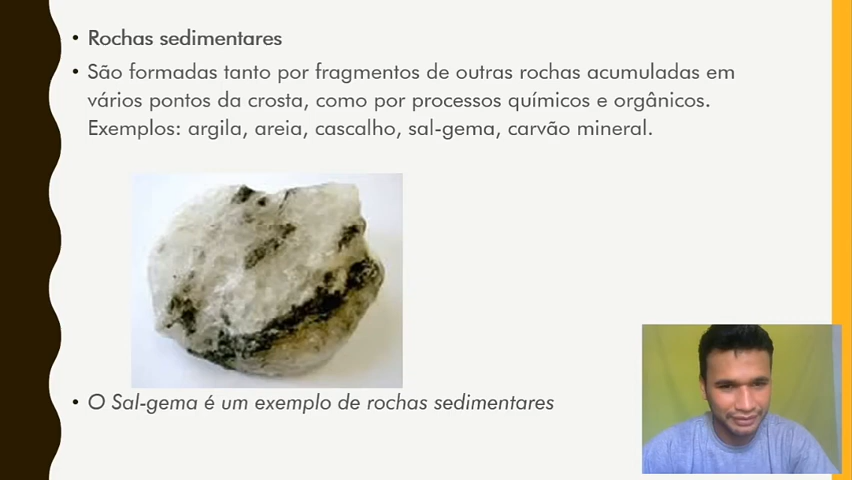 • Rochas sedimentares
• São formadas tanto por fragmentos de outras rochas acumuladas em
vários pontos da crosta, como por processos químicos e orgânicos.
Exemplos: argila, areia, cascalho, sal-gema, carvão mineral.
• O Sal-gema é um exemplo de rochas sedimentares